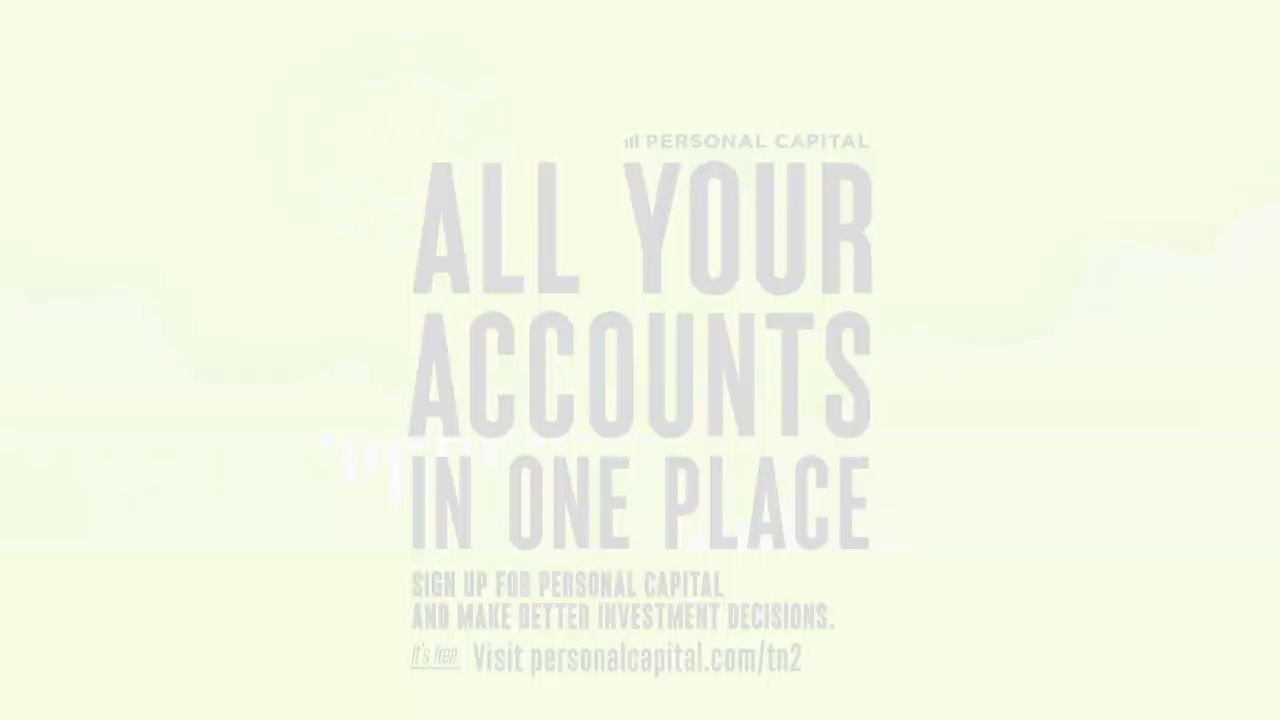 PERSONAL CAPITAL
ALL YOUR
ACCOUNTS
IN ONE PLACE
SIGN UP FOR PERSONAL CAPITAL
AND MAKE BETTER INVESTMENT DECISIONS.
it's free Visit personalcapital.com/tn2